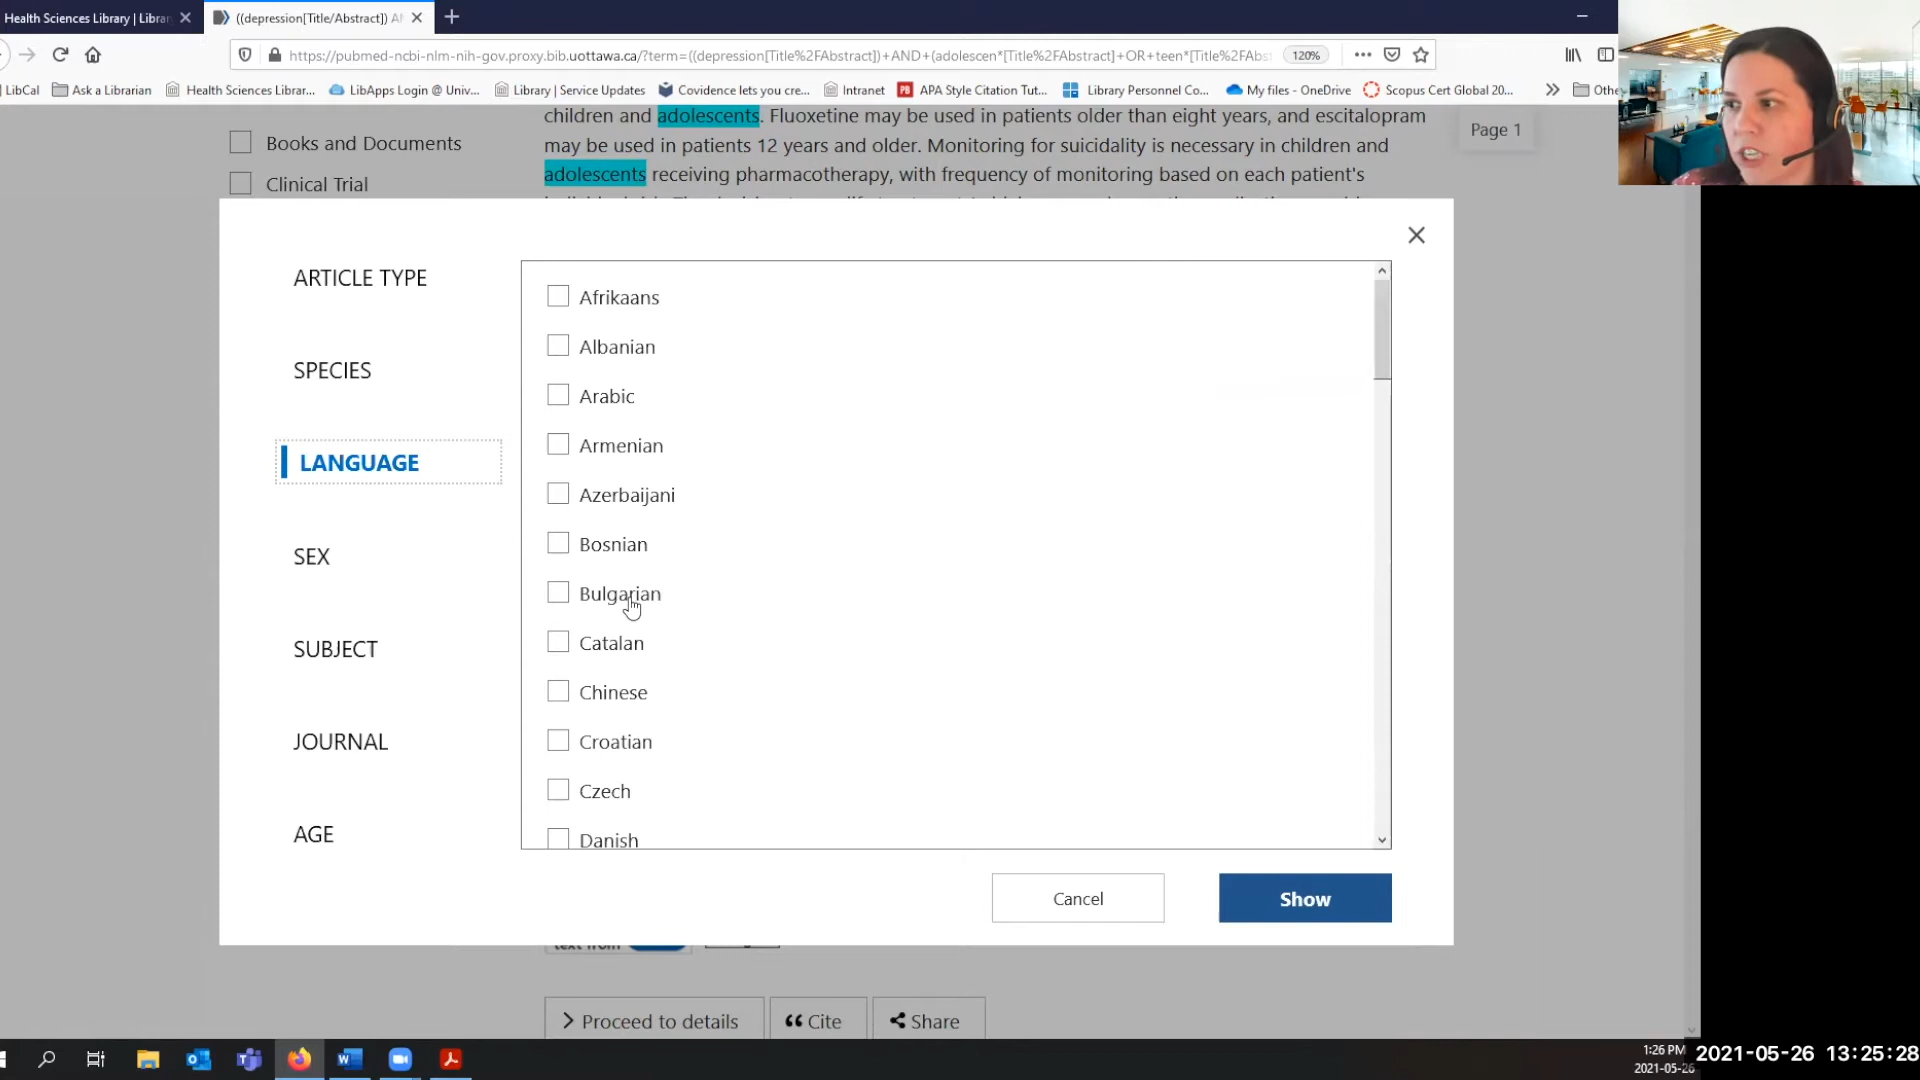 Health Sciences Library | Librar
((depression[Title/Abstract]) A
https://pubmed-ncbi-nlm-nih-gov.proxy.bib.uottawa.ca/?term=((depression[Title%2FAbstract])+AND+(adolescen*[Title%2FAbstract]+OR+teen*[Title%2FAbst
120%
LibCal
Ask a Librarian
Health Sciences Librar...
LibApps Login @ Univ...
Library | Service Updates
Covidence lets you cre...
Intranet
APA Style Citation Tut...
Library Personnel Co...
My files - OneDrive
Scopus Cert Global 20...
Othe
Books and Documents
Clinical Trial
children and adolescents. Fluoxetine may be used in patients older than eight years, and escitalopram
may be used in patients 12 years and older. Monitoring for suicidality is necessary in children and
adolescents receiving pharmacotherapy, with frequency of monitoring based on each patient's
Page 1
ARTICLE TYPE
SPECIES
LANGUAGE
SEX
SUBJECT
JOURNAL
AGE
Afrikaans
Albanian
Arabic
Armenian
Azerbaijani
Bosnian
Bulgarian
Catalan
Chinese
Croatian
Czech
Danish
Cancel
Show
text from
Proceed to details
Cite
Share
1:26 PM
2021-05-26
2021-05-26 13:25:28